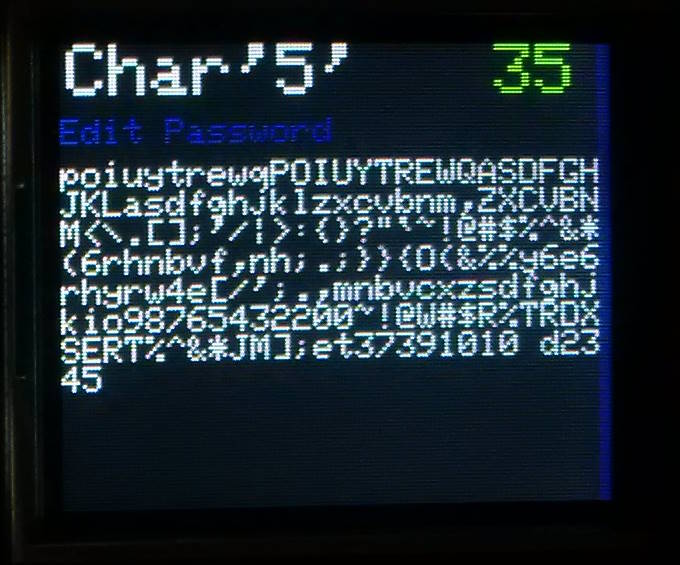 Char'5' 35
Edit Password
poiuytrewqPOIUYTREWQASDFGH
JKLasdfghjklzxcvbnm,ZXCVBN
M<\.[];'/|>:{}?"`~!@#$%^&*
(6rhnbvf,nh;.;}){O(&%%y6e6
rhyrw4e[/';.,mnbvcxzsdfghj
kio98765432200~!@W#$R%TRDX
SERT%^&*JM];et37391010 d23
45